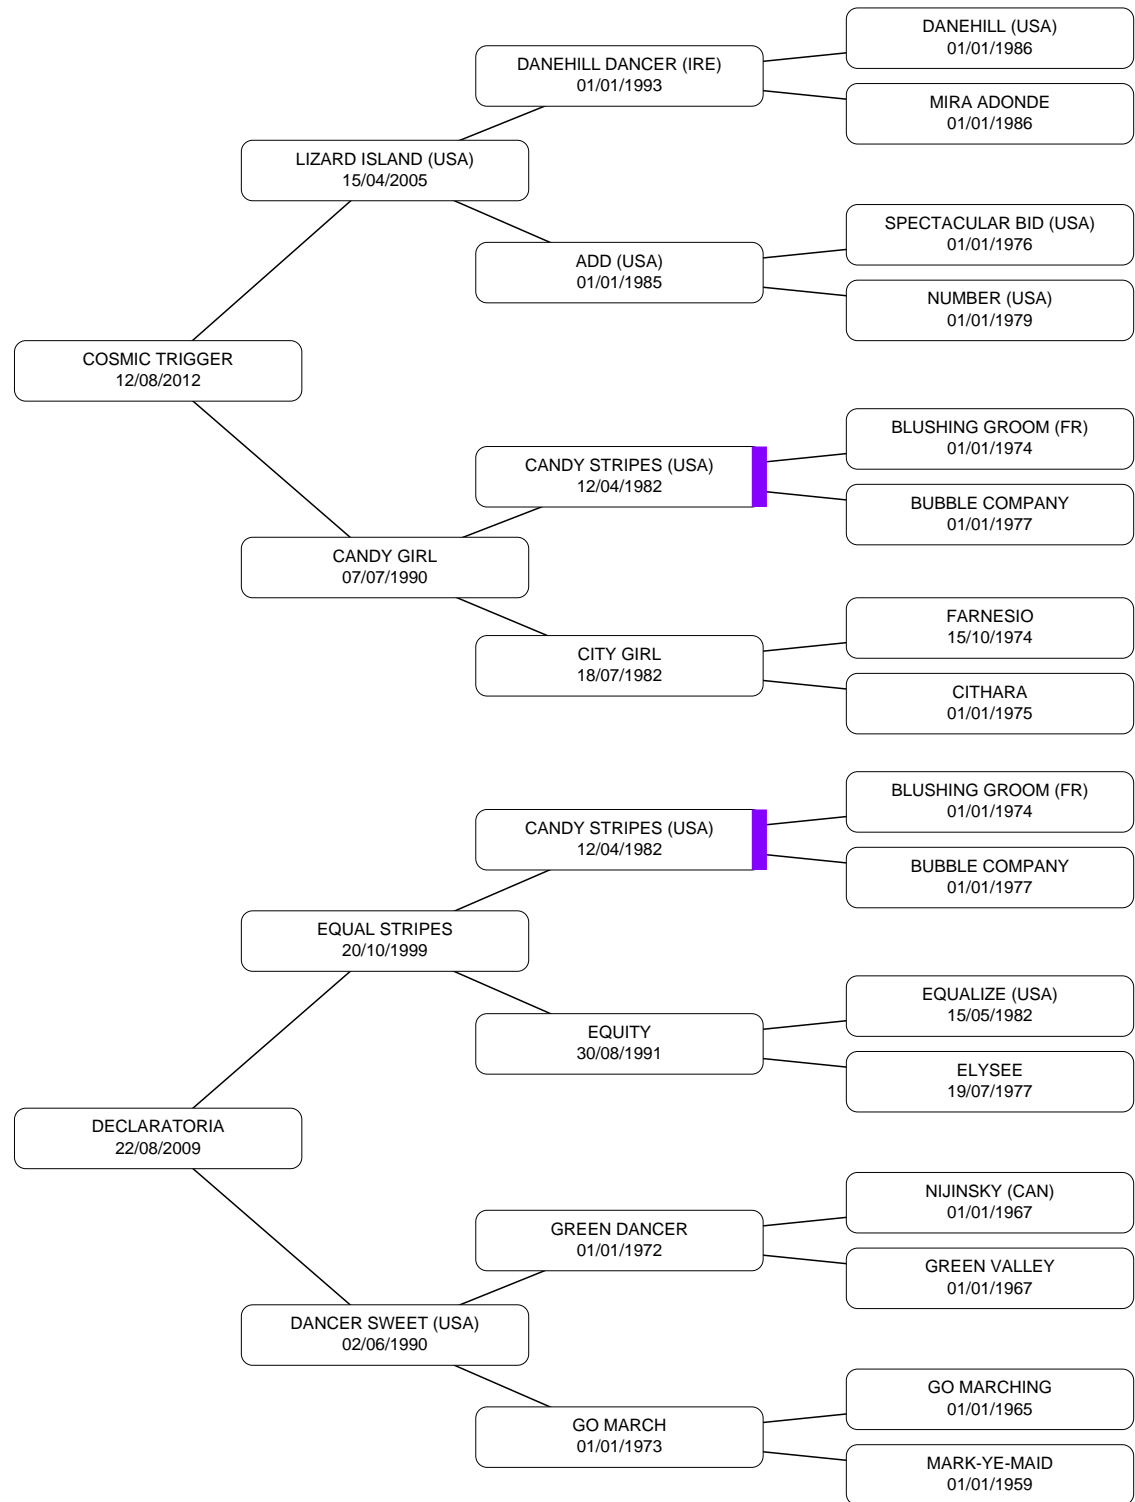 DANEHILL (USA)
01/01/1986
DANEHILL DANCER (IRE)
01/01/1993
MIRA ADONDE
01/01/1986
LIZARD ISLAND (USA)
15/04/2005
SPECTACULAR BID (USA)
01/01/1976
ADD (USA)
01/01/1985
NUMBER (USA)
01/01/1979
COSMIC TRIGGER
12/08/2012
BLUSHING GROOM (FR)
01/01/1974
CANDY STRIPES (USA)
12/04/1982
BUBBLE COMPANY
01/01/1977
CANDY GIRL
07/07/1990
FARNESIO
15/10/1974
CITY GIRL
18/07/1982
CITHARA
01/01/1975
BLUSHING GROOM (FR)
01/01/1974
CANDY STRIPES (USA)
12/04/1982
BUBBLE COMPANY
01/01/1977
EQUAL STRIPES
20/10/1999
EQUALIZE (USA)
15/05/1982
EQUITY
30/08/1991
ELYSEE
19/07/1977
DECLARATORIA
22/08/2009
NIJINSKY (CAN)
01/01/1967
GREEN DANCER
01/01/1972
GREEN VALLEY
01/01/1967
DANCER SWEET (USA)
02/06/1990
GO MARCHING
01/01/1965
GO MARCH
01/01/1973
MARK-YE-MAID
01/01/1959